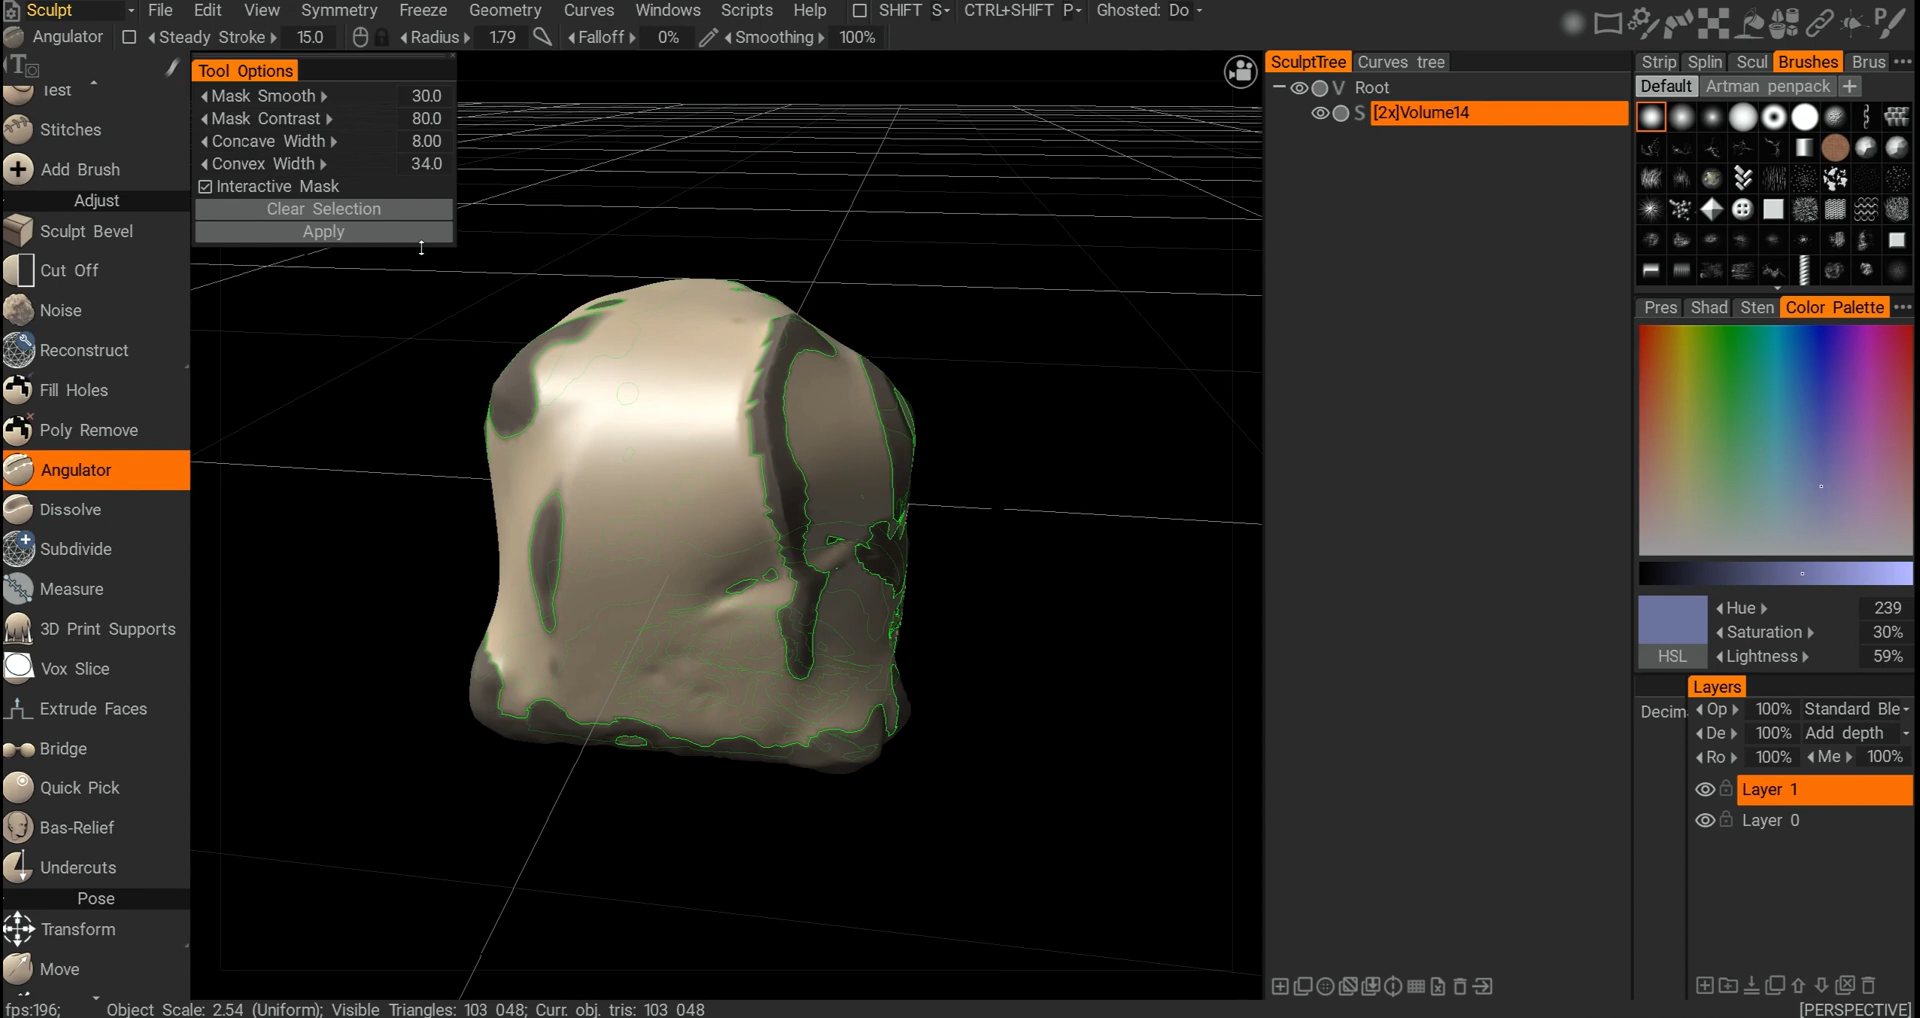 Sculpt File Edit View Symmetry Freeze Geometry Curves Windows Scripts Help SHIFT S CTRL+SHIFT P Ghosted: Do
Angulator Steady Stroke 15.0 Radius 1.79 Falloff 0% Smoothing 100%
Test
Stitches
Add Brush
Adjust
Sculpt Bevel
Cut Off
Noise
Reconstruct
Fill Holes
Poly Remove
Angulator
Dissolve
Subdivide
Measure
3D Print Supports
Vox Slice
Extrude Faces
Bridge
Quick Pick
Bas-Relief
Undercuts
Pose
Transform
Move
Tool Options
Mask Smooth 30.0
Mask Contrast 80.0
Concave Width 8.00
Convex Width 34.0
Interactive Mask
Clear Selection
Apply
SculptTree Curves tree
V Root
S [2x]Volume14
Strip Splin Scul Brushes Brus
Default Artman penpack +
Pres Shad Sten Color Palette
Hue 239
Saturation 30%
HSL Lightness 59%
Layers
Decim
Op 100% Standard Ble
De 100% Add depth
Ro 100% Me 100%
Layer 1
Layer 0
fps:196; Object Scale: 2.54 (Uniform); Visible Triangles: 103 048; Curr. obj. tris: 103 048
[PERSPECTIVE]